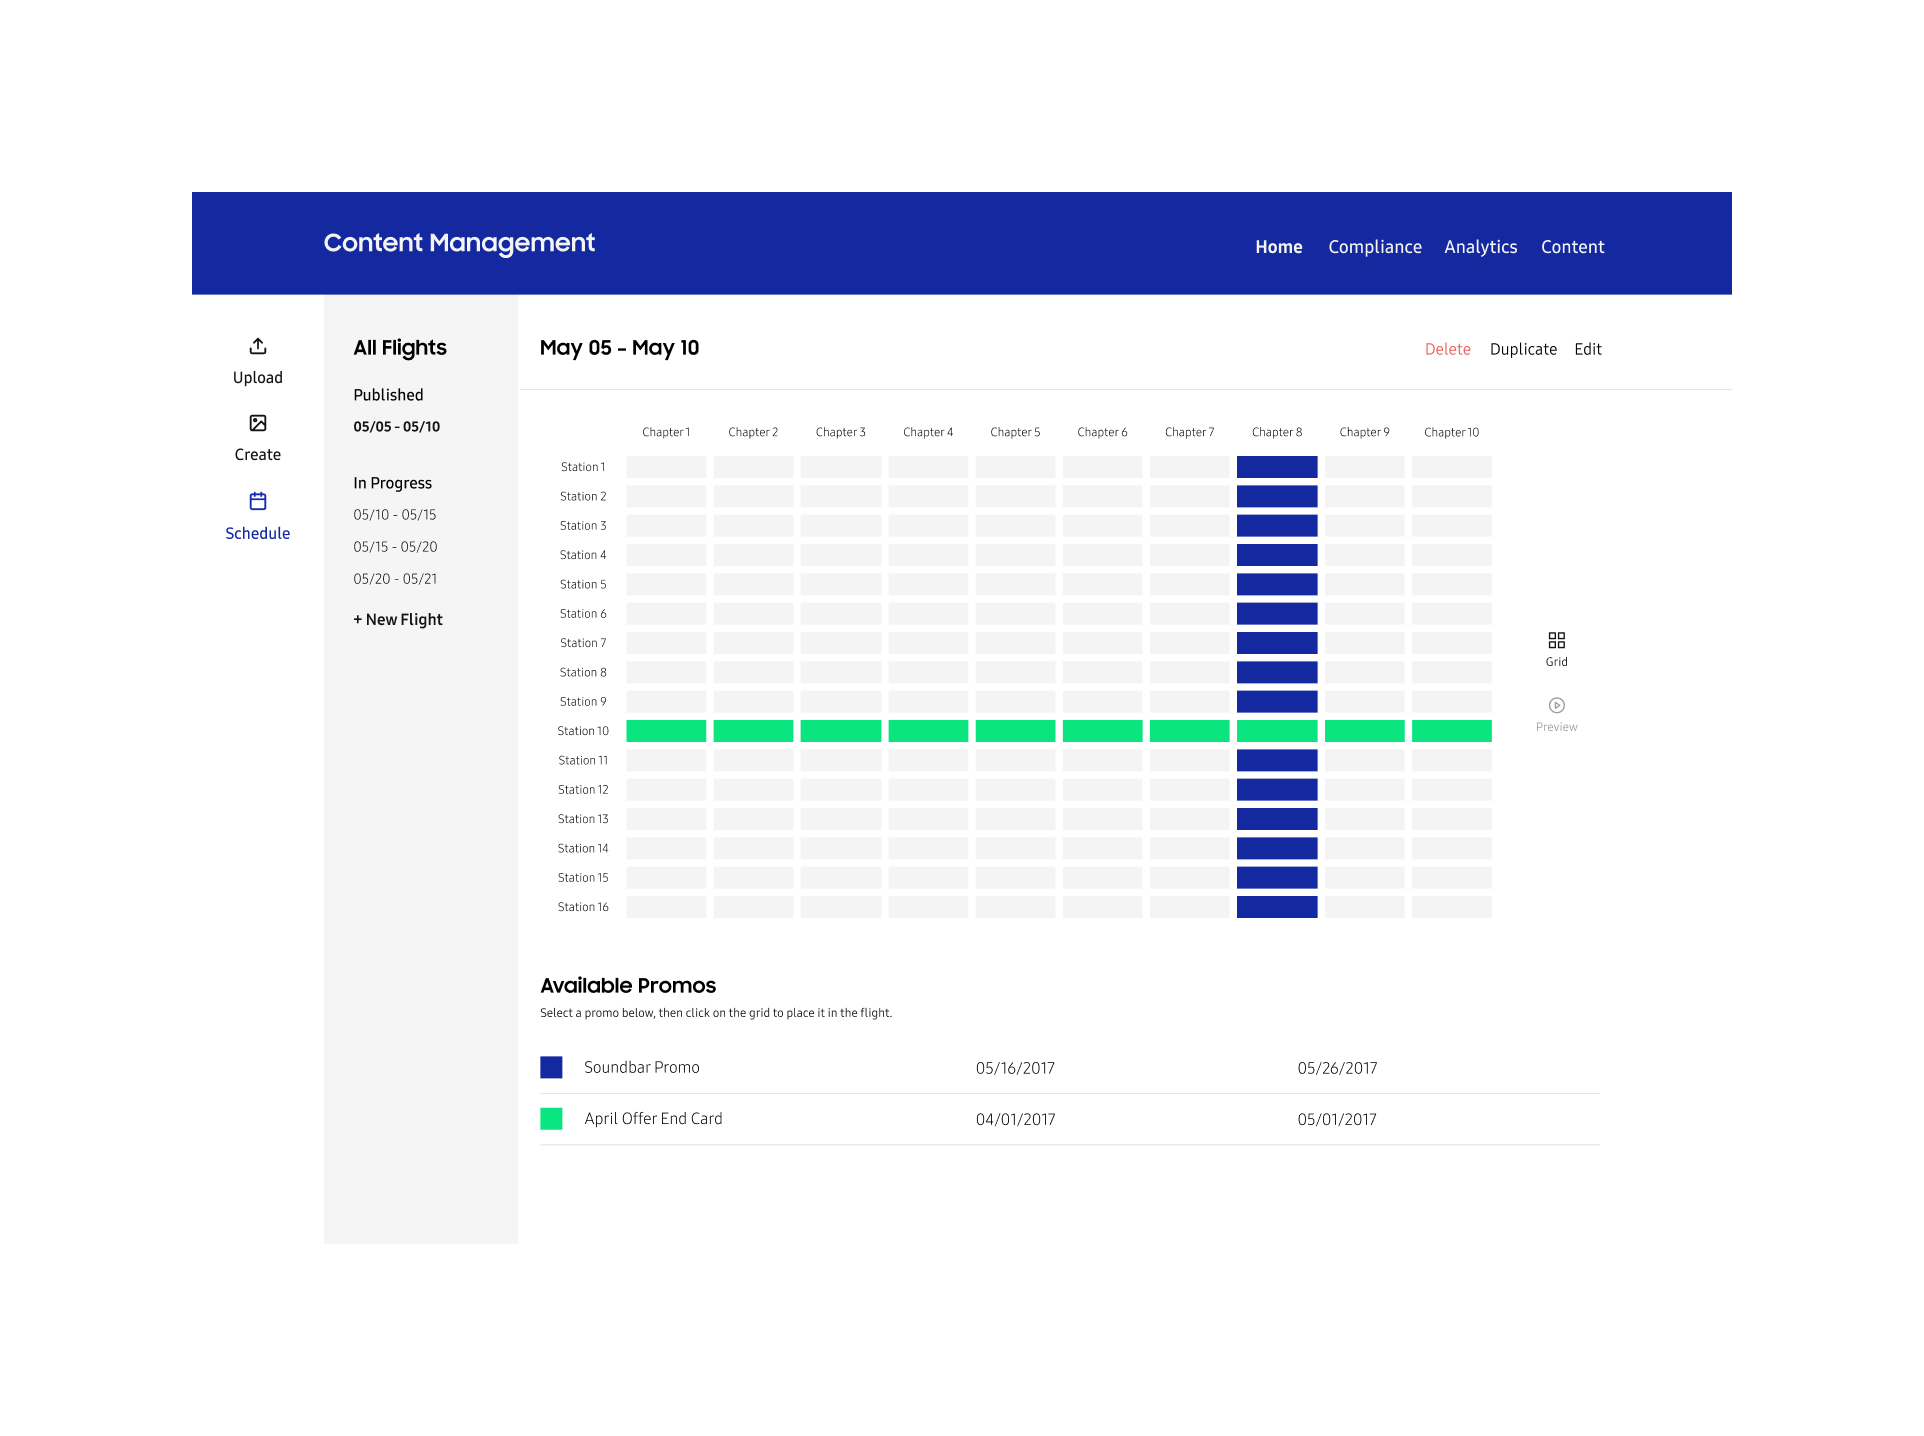 Content Management
Home Compliance Analytics Content
Upload
Create
Schedule
All Flights
Published
05/05 - 05/10
In Progress
05/10 - 05/15
05/15 - 05/20
05/20 - 05/21
+ New Flight
May 05 - May 10
Delete Duplicate Edit
Chapter 1 Chapter 2 Chapter 3 Chapter 4 Chapter 5 Chapter 6 Chapter 7 Chapter 8 Chapter 9 Chapter 10
Station 1
Station 2
Station 3
Station 4
Station 5
Station 6
Station 7
Station 8
Station 9
Station 10
Station 11
Station 12
Station 13
Station 14
Station 15
Station 16
Grid
Preview
Available Promos
Select a promo below, then click on the grid to place it in the flight.
Soundbar Promo 05/16/2017 05/26/2017
April Offer End Card 04/01/2017 05/01/2017